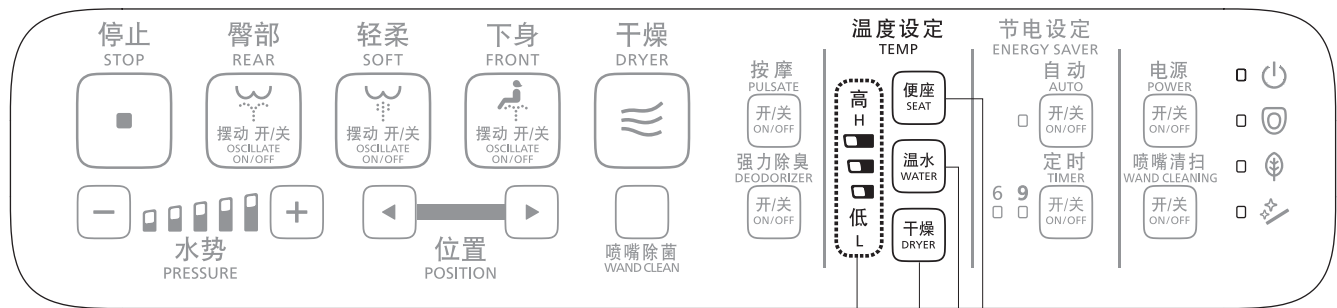 停止
STOP
臀部
REAR
摆动 开/关
OSCILLATE
ON/OFF
轻柔
SOFT
摆动 开/关
OSCILLATE
ON/OFF
下身
FRONT
摆动 开/关
OSCILLATE
ON/OFF
干燥
DRYER
水势
PRESSURE
位置
POSITION
喷嘴除菌
WAND CLEAN
按摩
PULSATE
开/关
ON/OFF
强力除臭
DEODORIZER
开/关
ON/OFF
温度设定
TEMP
高
H
低
L
便座
SEAT
温水
WATER
干燥
DRYER
节电设定
ENERGY SAVER
自动
AUTO
开/关
ON/OFF
定时
TIMER
6 9
开/关
ON/OFF
电源
POWER
开/关
ON/OFF
喷嘴清扫
WAND CLEANING
开/关
ON/OFF